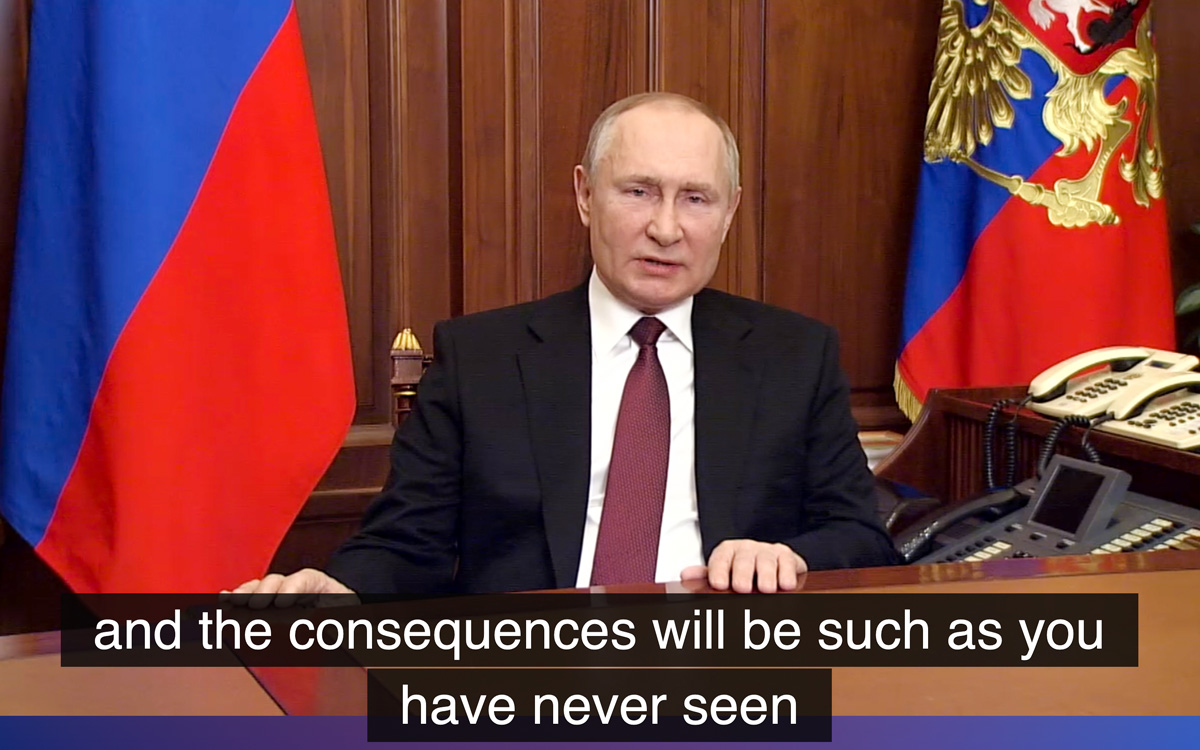 and the consequences will be such as you
have never seen